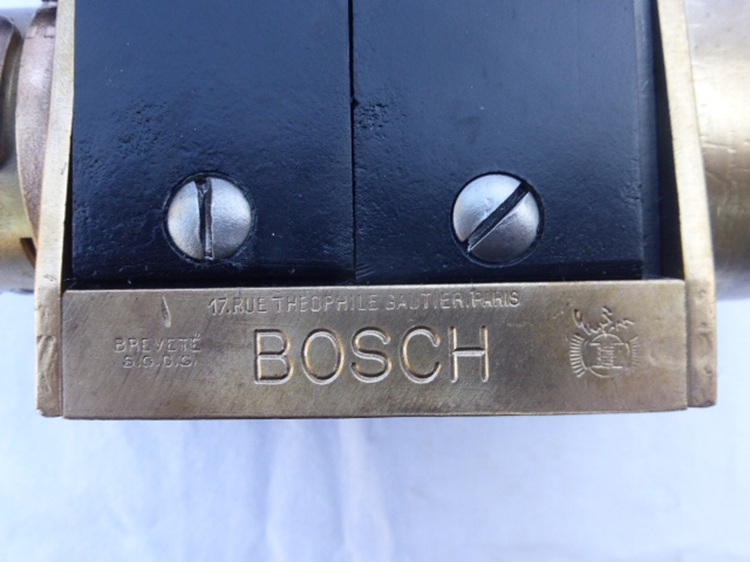 17. RUE THEOPHILE GAUTIER. PARIS
BREVETÉ
S.G.D.G.
BOSCH